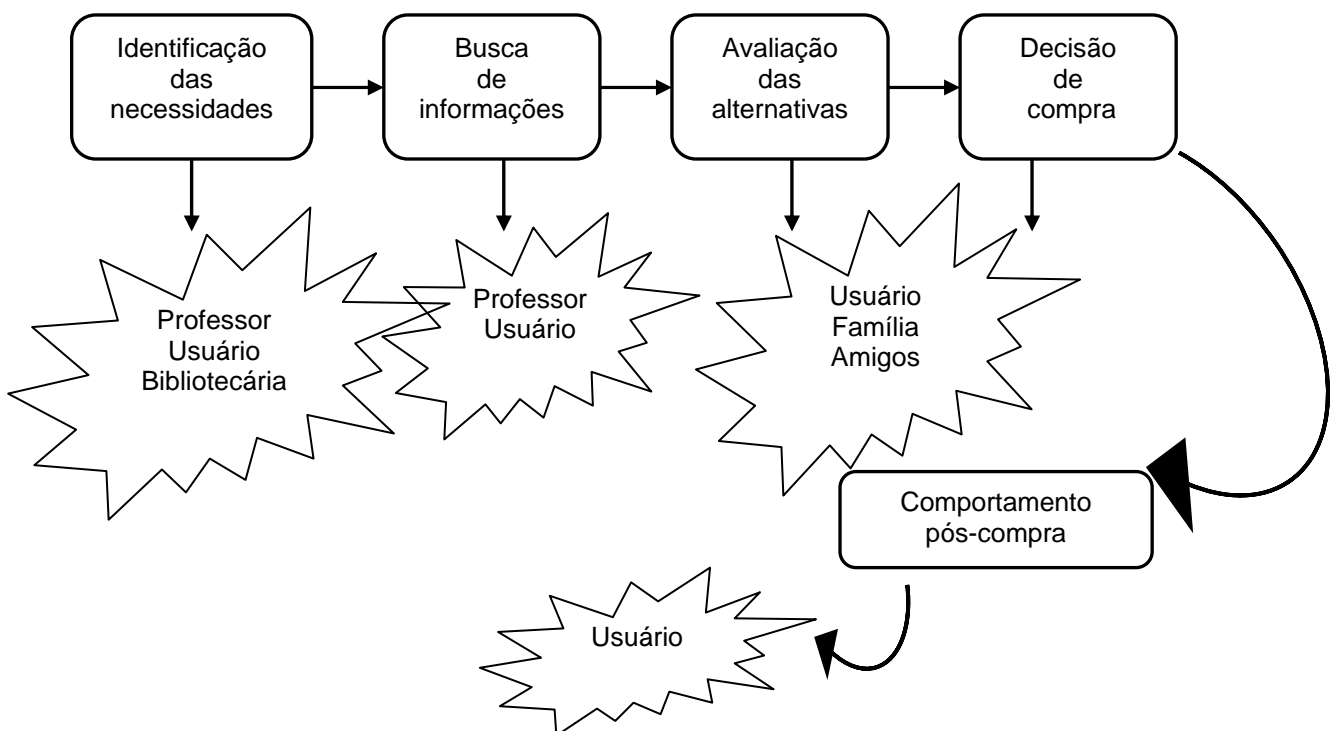 Identificação
das
necessidades
Busca
de
informações
Avaliação
das
alternativas
Decisão
de
compra
Professor
Usuário
Bibliotecária
Professor
Usuário
Usuário
Família
Amigos
Comportamento
pós-compra
Usuário